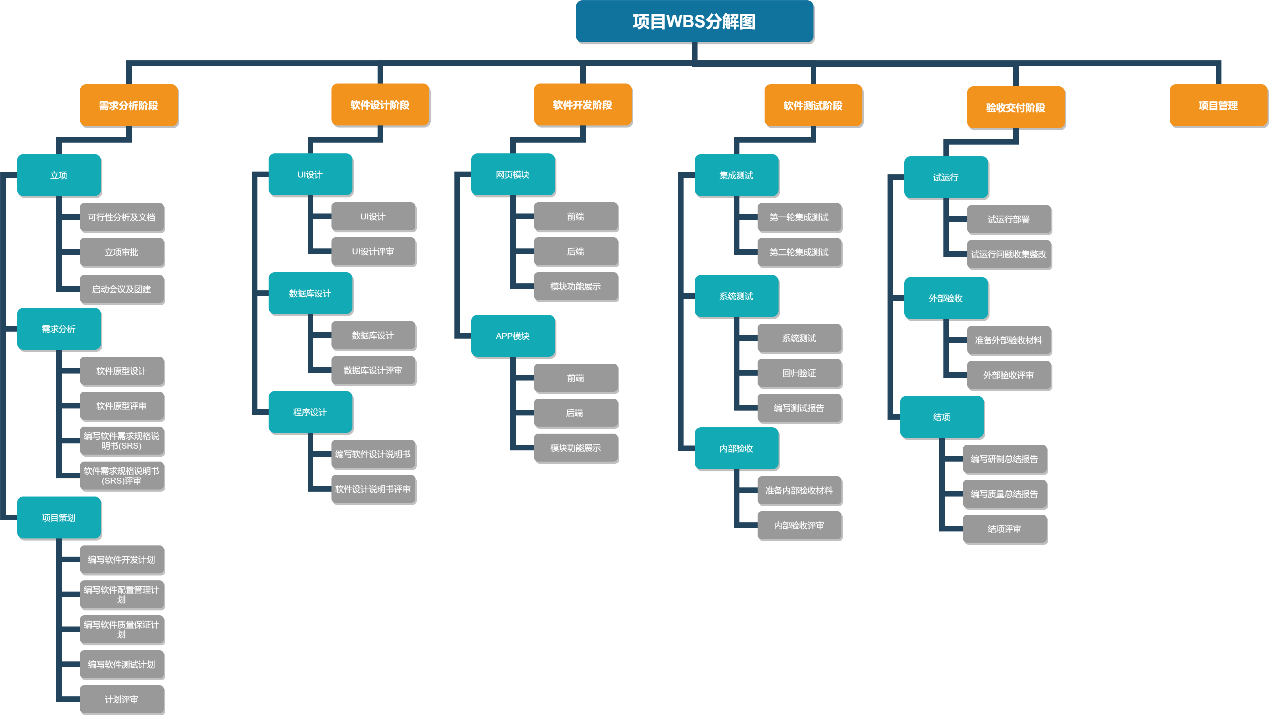 项目WBS分解图
需求分析阶段
软件设计阶段
软件开发阶段
软件测试阶段
验收交付阶段
项目管理
立项
可行性分析及文档
立项审批
启动会议及团建
需求分析
软件原型设计
软件原型评审
编写软件需求规格说
明书(SRS)
软件需求规格说明书
(SRS)评审
项目策划
编写软件开发计划
编写软件配置管理计
划
编写软件质量保证计
划
编写软件测试计划
计划评审
UI设计
UI设计
UI设计评审
数据库设计
数据库设计
数据库设计评审
程序设计
编写软件设计说明书
软件设计说明书评审
网页模块
前端
后端
模块功能展示
APP模块
前端
后端
模块功能展示
集成测试
第一轮集成测试
第二轮集成测试
系统测试
系统测试
回归验证
编写测试报告
内部验收
准备内部验收材料
内部验收评审
试运行
试运行部署
试运行问题收集整改
外部验收
准备外部验收材料
外部验收评审
结项
编写研制总结报告
编写质量总结报告
结项评审